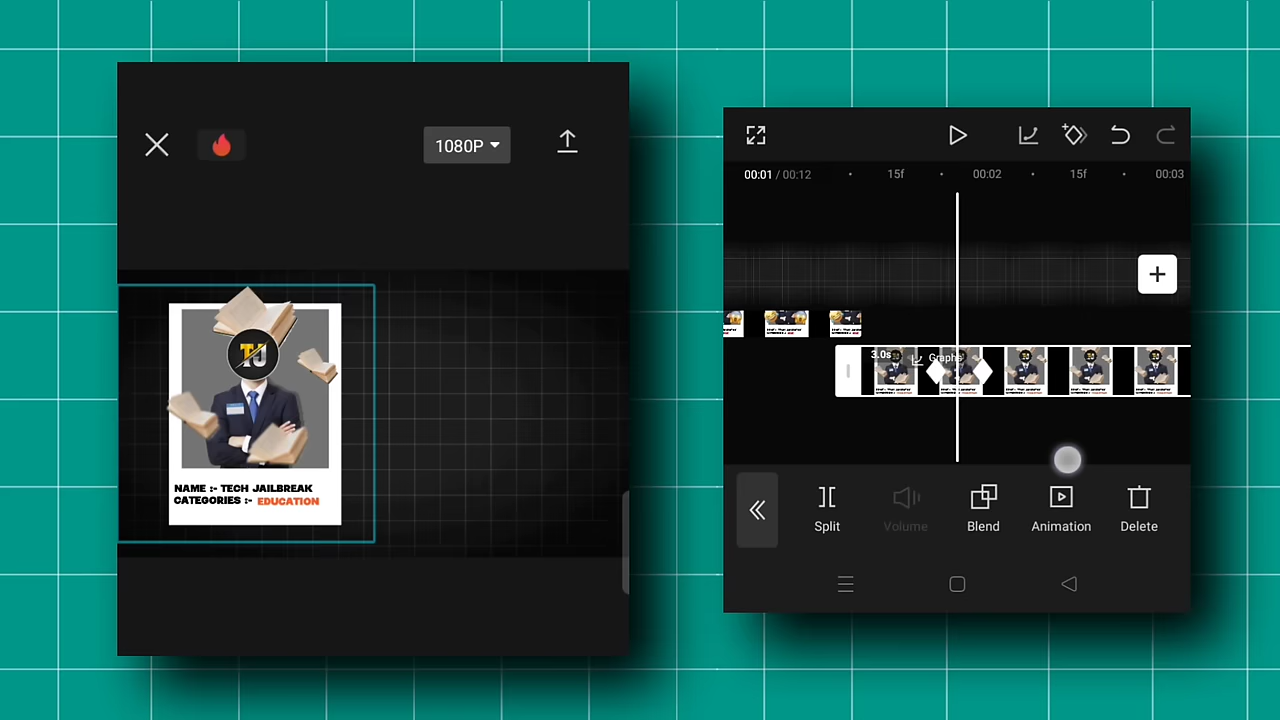 1080P
TJ
NAME :- TECH JAILBREAK
CATEGORIES :- EDUCATION
00:01 / 00:12
15f
00:02
15f
00:03
3.0s
Graphs
Split
Volume
Blend
Animation
Delete